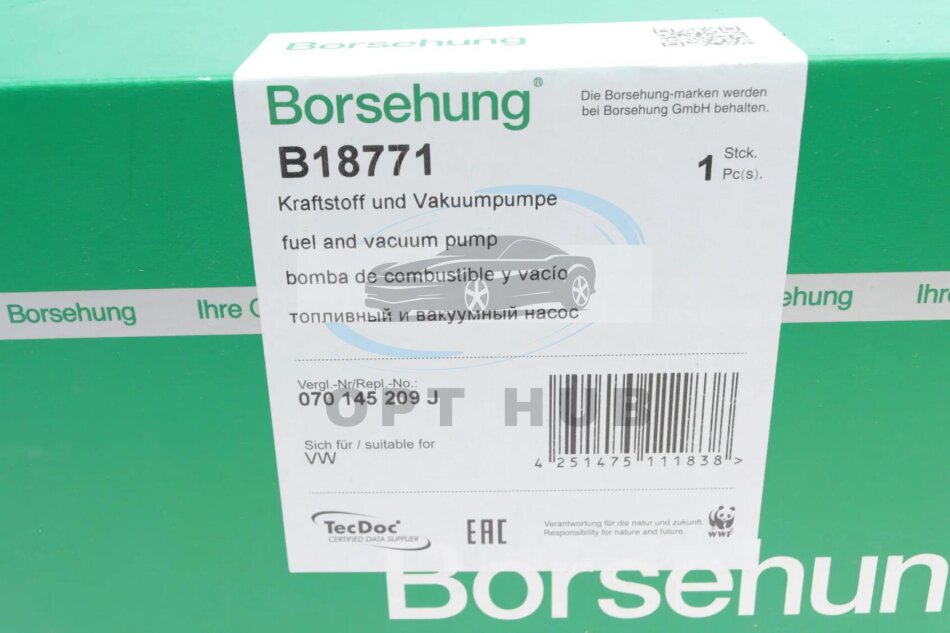 Borsehung
Borsehung®
Die Borsehung-marken werden
bei Borsehung GmbH behalten.
B18771
1 Stck.
Pc(s).
Kraftstoff und Vakuumpumpe
fuel and vacuum pump
bomba de combustible y vacío
топливный и вакуумный насос
Borsehung
Ihre
Ihr
Vergl.-Nr/Repl.-No.:
070 145 209 J
OPT HUB
Sich für / suitable for
VW
4 251475 111838 >
TecDoc®
CERTIFIED DATA SUPPLIER
EAC
Verantwortung für die natur und zukunft.
Responsibility for nature and future.
WWF
Borsehun